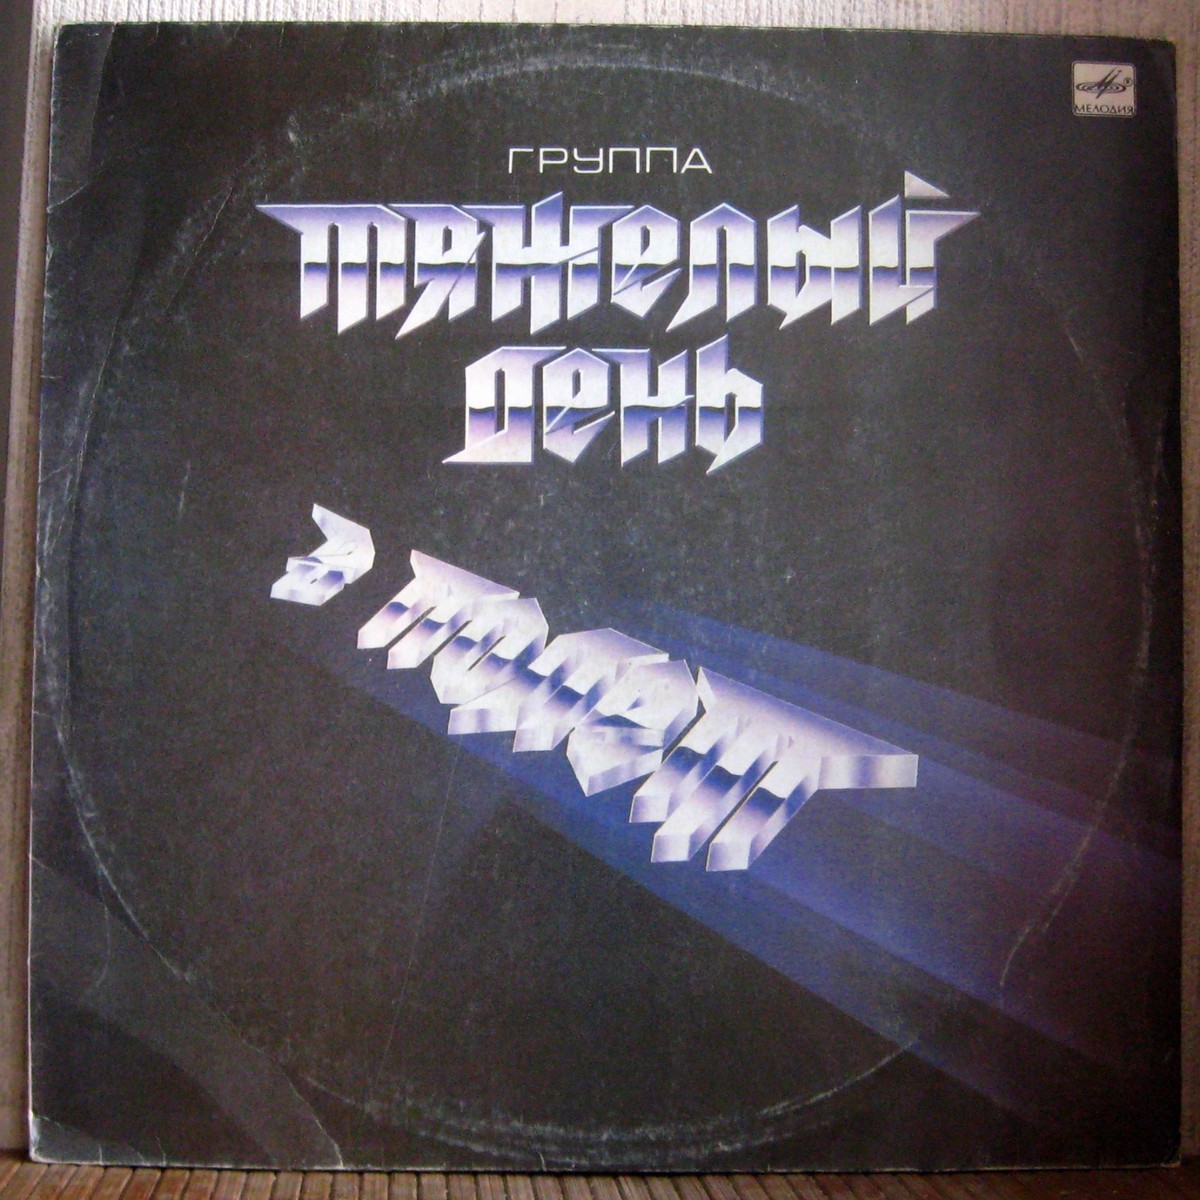 МЕЛОДИЯ
ГРУППА
ТЯЖЕЛЫЙ
ДЕНЬ
В ПОЛЕТ